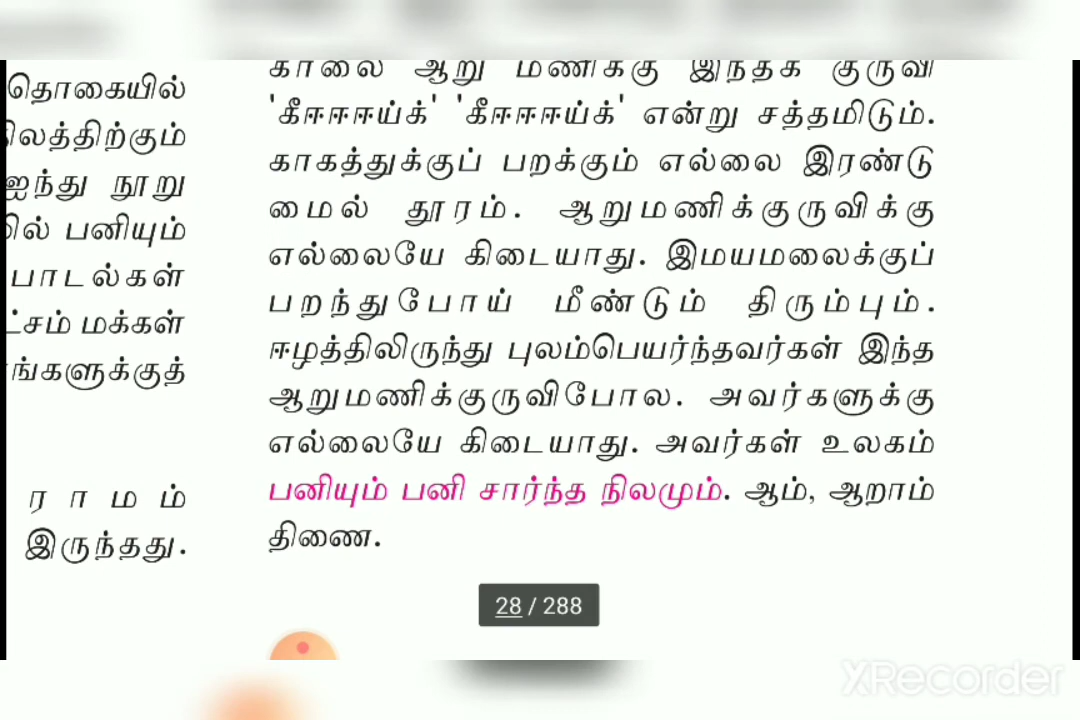 தொகையில்
நிலத்திற்கும்
ஐந்து நூறு
பனியும்
பாடல்கள்
மக்கள்
ராமம்
இருந்தது.
காலை ஆறு மணிக்கு இந்தக் குருவி
'கீஈஈஈய்க்' 'கீஈஈஈய்க்' என்று சத்தமிடும்.
காகத்துக்குப் பறக்கும் எல்லை இரண்டு
மைல் தூரம். ஆறுமணிக்குருவிக்கு
எல்லையே கிடையாது. இமயமலைக்குப்
பறந்துபோய் மீண்டும் திரும்பும்.
ஈழத்திலிருந்து புலம்பெயர்ந்தவர்கள் இந்த
ஆறுமணிக்குருவிபோல. அவர்களுக்கு
எல்லையே கிடையாது. அவர்கள் உலகம்
பனியும் பனி சார்ந்த நிலமும். ஆம், ஆறாம்
திணை.
28 / 288
XRecorder